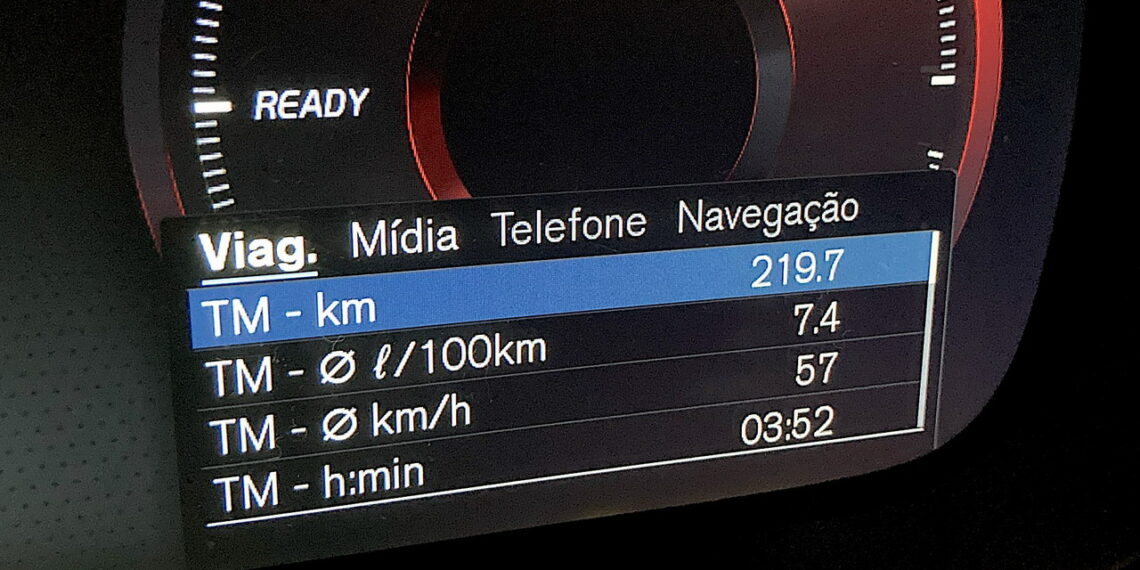 READY
Viag. Mídia Telefone Navegação
TM - km 219.7
TM - Ø ℓ/100km 7.4
TM - Ø km/h 57
TM - h:min 03:52